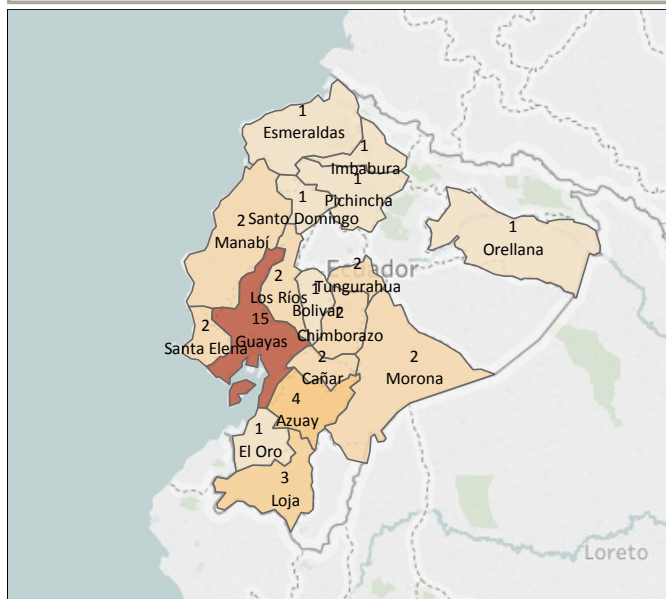 1
Esmeraldas
1
Imbabura
1
Pichincha
1
Santo Domingo
2
Manabí
1
Orellana
Ecuador
2
Tungurahua
2
Los Ríos
1
Bolivar
2
Chimborazo
15
Guayas
2
Santa Elena
2
Cañar
2
Morona
4
Azuay
1
El Oro
3
Loja
Loreto